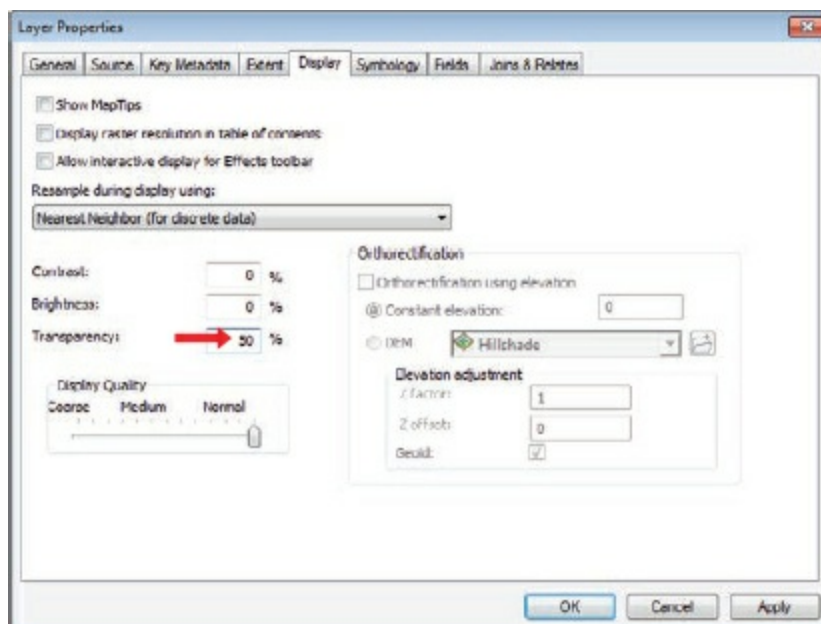 Layer Properties
General Source Key Metadata Extent Display Symbology Fields Joins & Relates
Show MapTips
Display raster resolution in table of contents
Allow interactive display for Effects toolbar
Resample during display using:
Nearest Neighbor (for discrete data)
Contrast: 0 %
Brightness: 0 %
Transparency: 50 %
Display Quality
Coarse Medium Normal
Orthorectification
Orthorectification using elevation
Constant elevation: 0
DEM Hillshade
Elevation adjustment
Z factor: 1
Z offset: 0
Geoid:
OK Cancel Apply